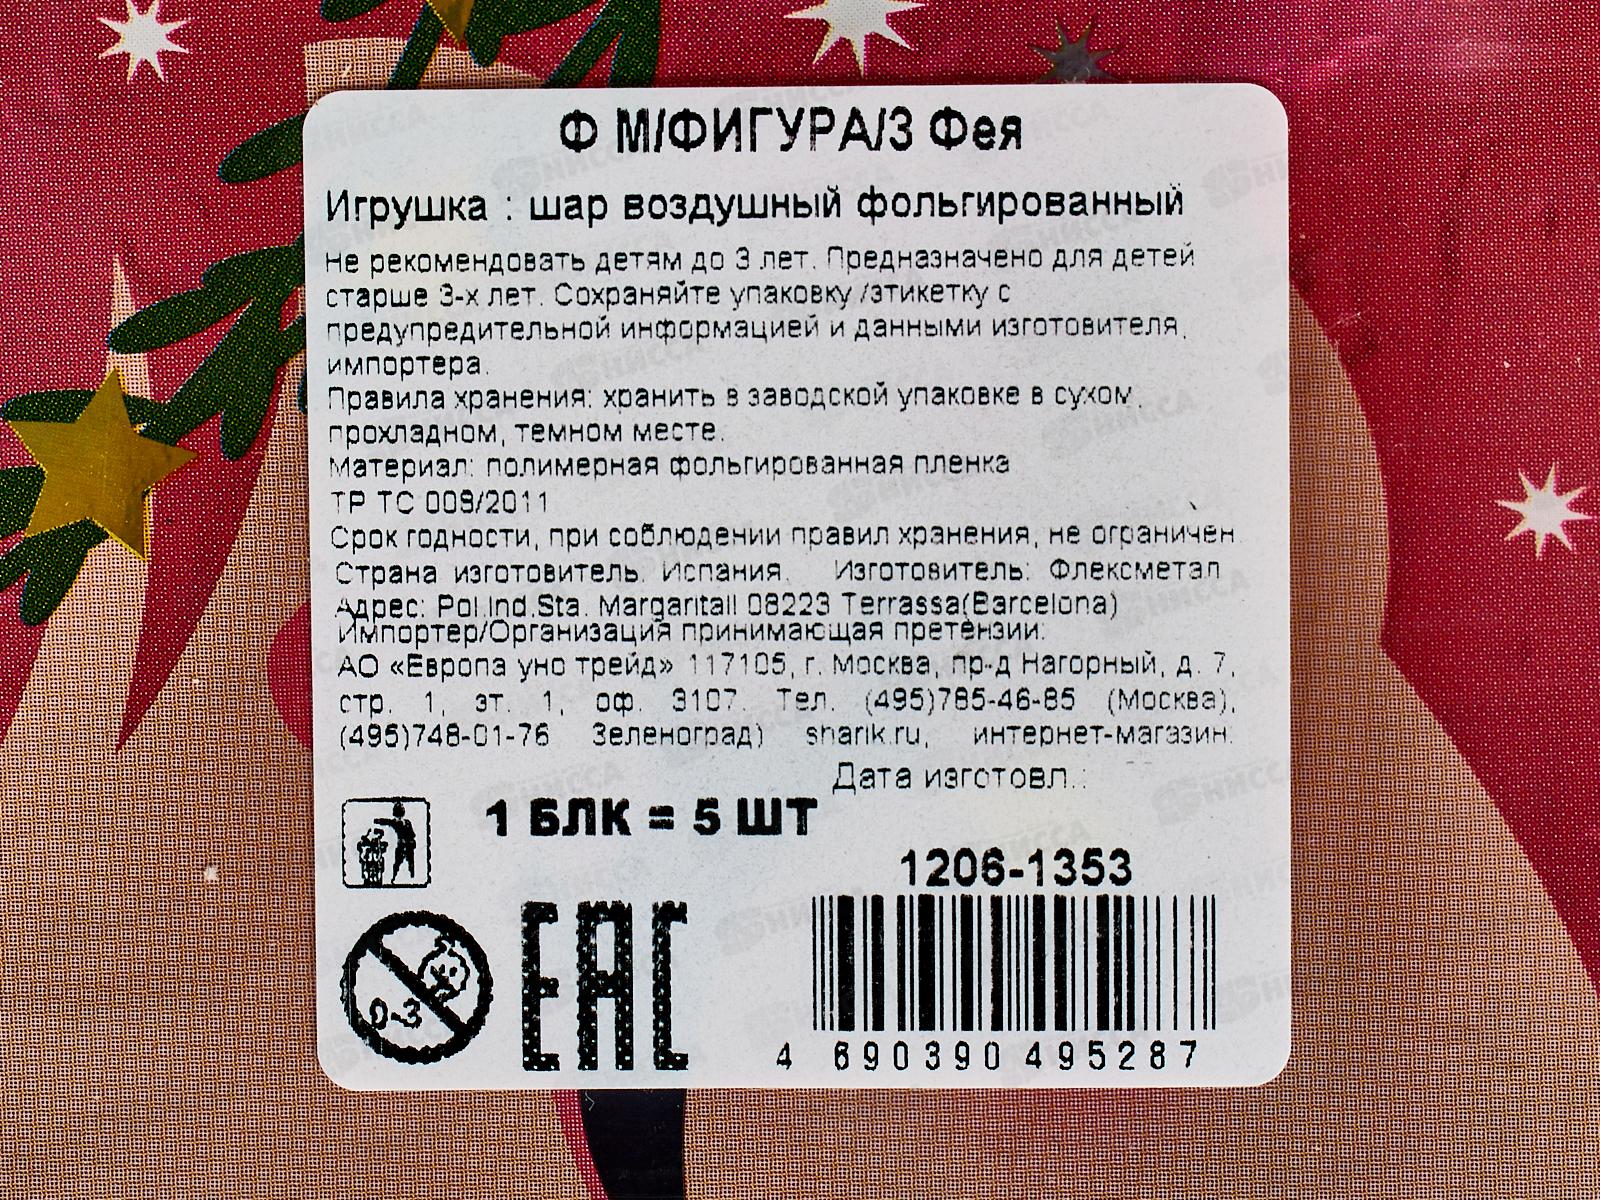 Ф М/ФИГУРА/3 Фея
Игрушка : шар воздушный фольгированный
Не рекомендовать детям до 3 лет. Предназначено для детей
старше 3-х лет. Сохраняйте упаковку /этикетку с
предупредительной информацией и данными изготовителя,
импортера.
Правила хранения: хранить в заводской упаковке в сухом,
прохладном, темном месте.
Материал: полимерная фольгированная пленка
ТР ТС 008/2011
Срок годности, при соблюдении правил хранения, не ограничен
Страна изготовитель: Испания. Изготовитель: Флексметал
Адрес: Pol.Ind.Sta. Margaritall 08223 Terrassa(Barcelona)
Импортер/Организация принимающая претензии:
АО «Европа уно трейд» 117105, г. Москва, пр-д Нагорный, д. 7,
стр. 1, эт. 1, оф. 3107. Тел. (495)785-46-85 (Москва),
(495)748-01-76 Зеленоград) sharik.ru, интернет-магазин:
Дата изготовл.:
1 БЛК = 5 ШТ
1206-1353
0-3
ЕАС
4 690390 495287